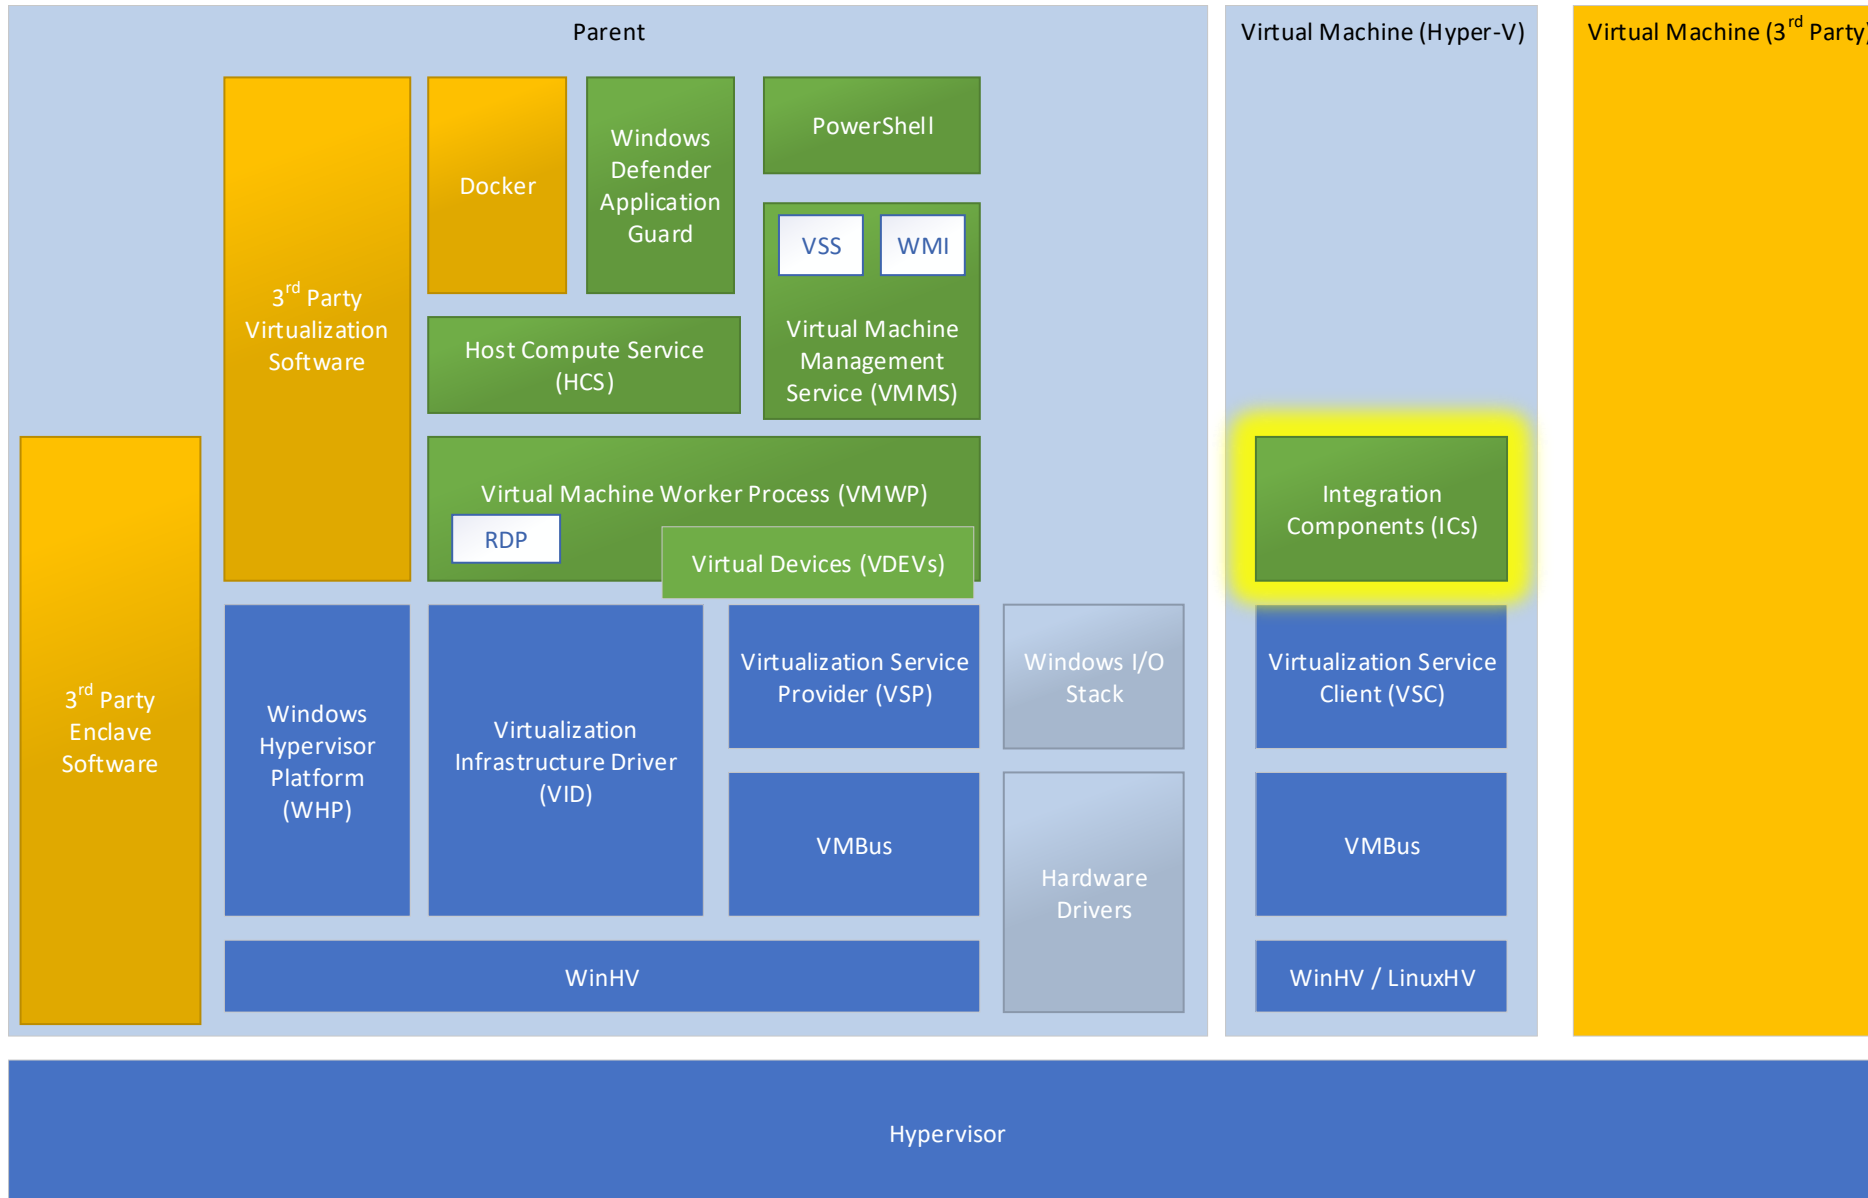 Parent
Virtual Machine (Hyper-V)
Virtual Machine (3rd Party)
3rd Party
Virtualization
Software
Docker
Windows
Defender
Application
Guard
PowerShell
VSS
WMI
Virtual Machine
Management
Service (VMMS)
Host Compute Service
(HCS)
3rd Party
Enclave
Software
Virtual Machine Worker Process (VMWP)
RDP
Virtual Devices (VDEVs)
Integration
Components (ICs)
Windows
Hypervisor
Platform
(WHP)
Virtualization
Infrastructure Driver
(VID)
Virtualization Service
Provider (VSP)
Windows I/O
Stack
Virtualization Service
Client (VSC)
VMBus
Hardware
Drivers
VMBus
WinHV
WinHV / LinuxHV
Hypervisor